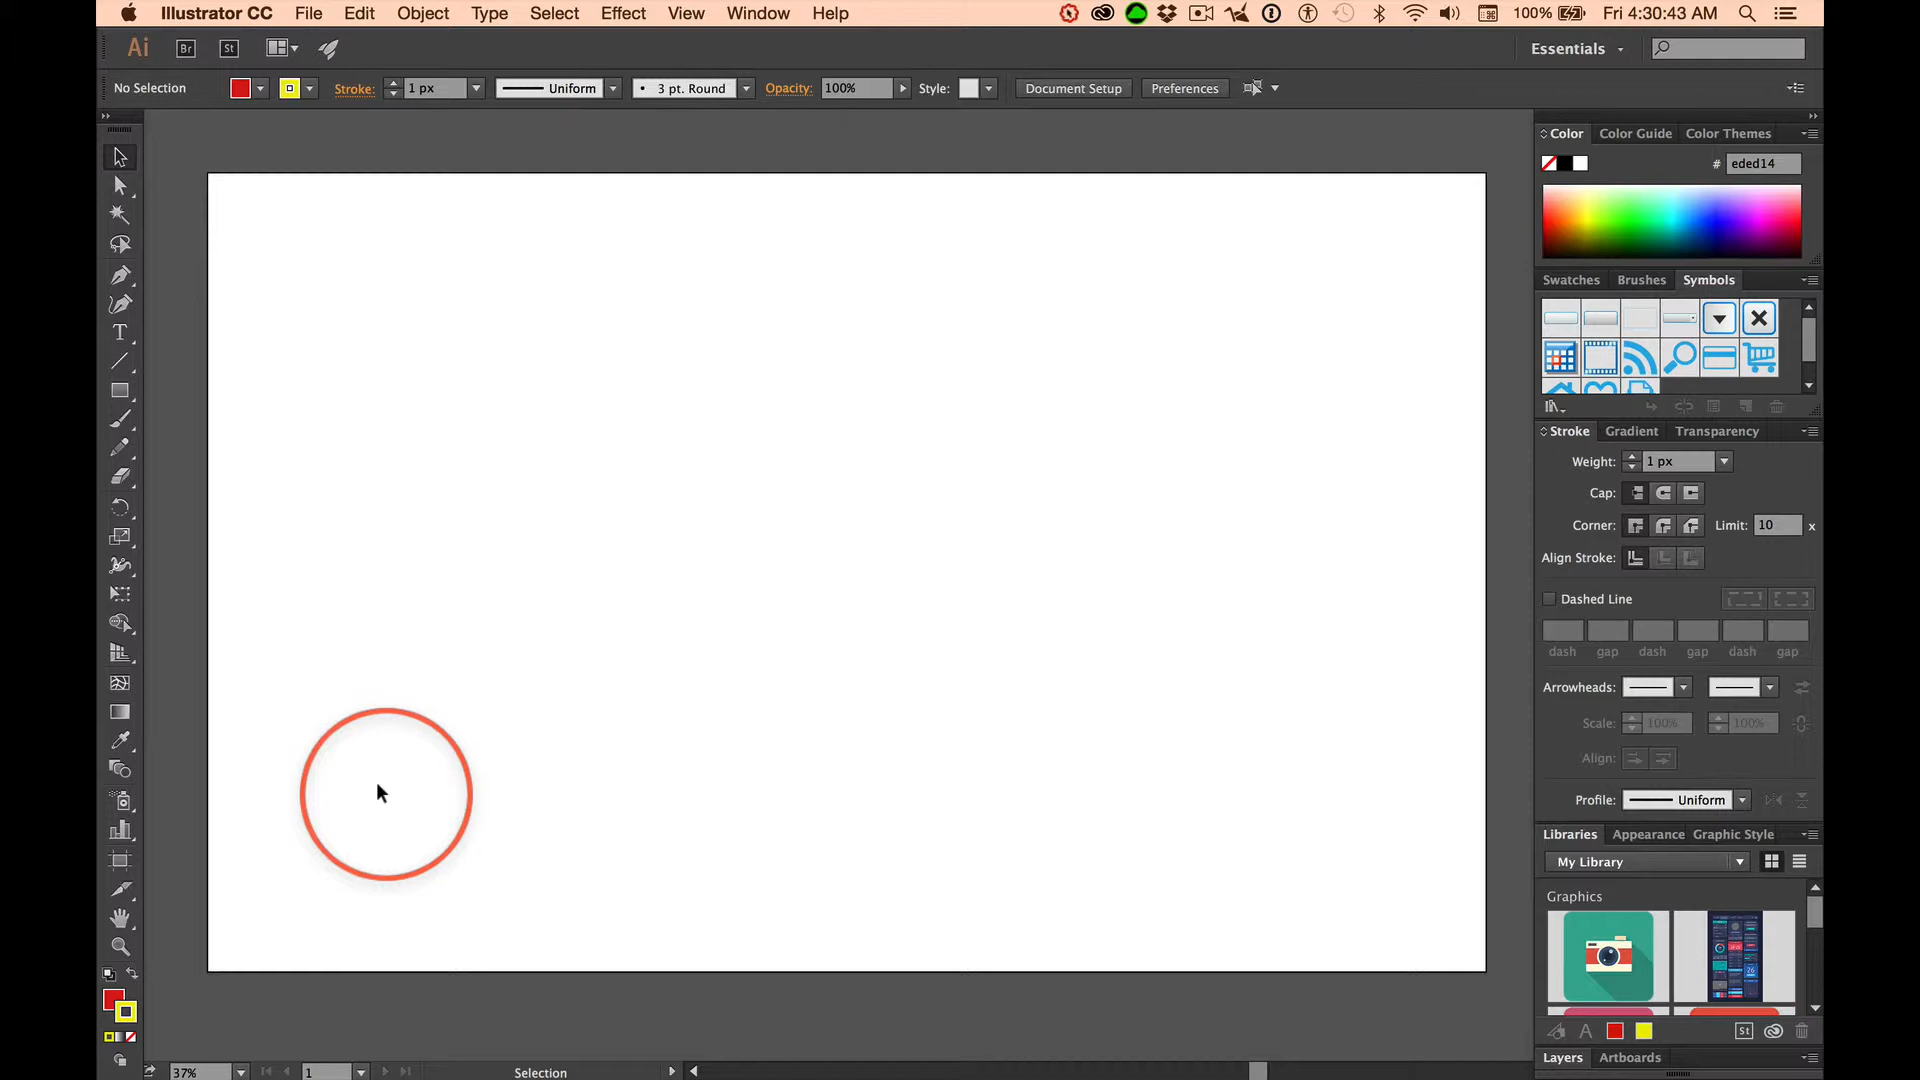 Illustrator CC File Edit Object Type Select Effect View Window Help 100% Fri 4:30:43 AM
Ai Br St Essentials
No Selection Stroke: 1 px Uniform 3 pt. Round Opacity: 100% Style: Document Setup Preferences
Color Color Guide Color Themes
# eded14
Swatches Brushes Symbols
T
Stroke Gradient Transparency
Weight: 1 px
Cap:
Corner: Limit: 10 x
Align Stroke:
Dashed Line
dash gap dash gap dash gap
Arrowheads:
Scale: 100% 100%
Align:
Profile: Uniform
Libraries Appearance Graphic Style
My Library
Graphics
26
A St
Layers Artboards
37% 1 Selection